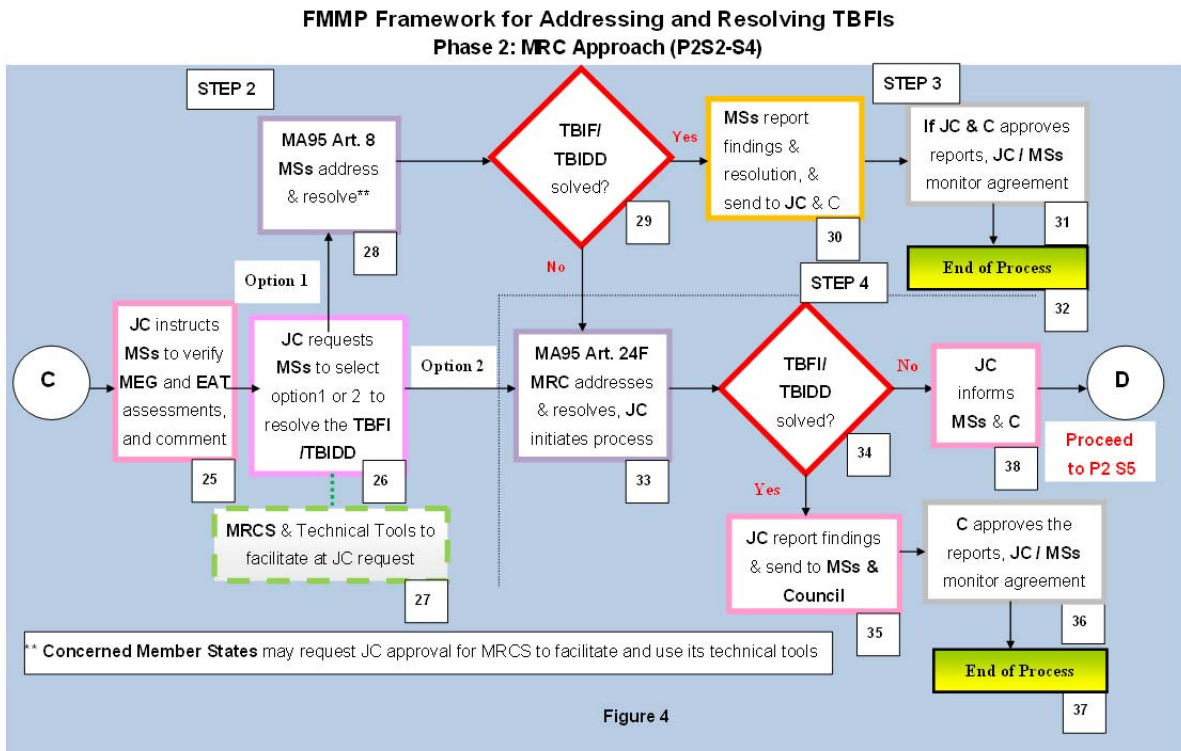 FMMP Framework for Addressing and Resolving TBFIs
Phase 2: MRC Approach (P2S2-S4)
STEP 2
MA95 Art. 8
MSs address
& resolve**
28
TBIF/
TBIDD
solved?
29
Yes
No
MSs report
findings &
resolution, &
send to JC & C
30
STEP 3
If JC & C approves
reports, JC / MSs
monitor agreement
31
End of Process
32
Option 1
STEP 4
C
JC instructs
MSs to verify
MEG and EAT
assessments,
and comment
25
JC
requests
MSs to select
option1 or 2 to
resolve the TBFI
/TBIDD
26
Option 2
MA95 Art. 24F
MRC addresses
& resolves, JC
initiates process
33
TBFI/
TBIDD
solved?
34
No
Yes
JC
informs
MSs & C
38
D
Proceed
to P2 S5
MRCS & Technical Tools to
facilitate at JC request
27
JC report findings
& send to MSs &
Council
35
C approves the
reports, JC / MSs
monitor agreement
36
End of Process
37
** Concerned Member States may request JC approval for MRCS to facilitate and use its technical tools
Figure 4